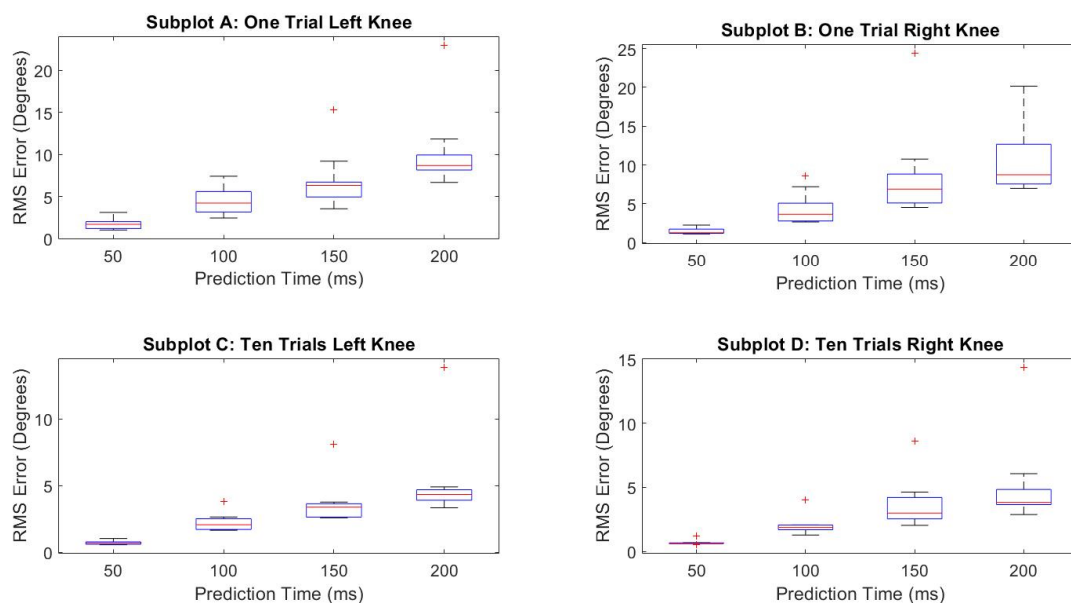 Subplot A: One Trial Left Knee
RMS Error (Degrees)
20
15
10
5
0
50 100 150 200
Prediction Time (ms)
Subplot B: One Trial Right Knee
RMS Error (Degrees)
25
20
15
10
5
0
50 100 150 200
Prediction Time (ms)
Subplot C: Ten Trials Left Knee
RMS Error (Degrees)
10
5
0
50 100 150 200
Prediction Time (ms)
Subplot D: Ten Trials Right Knee
RMS Error (Degrees)
15
10
5
0
50 100 150 200
Prediction Time (ms)